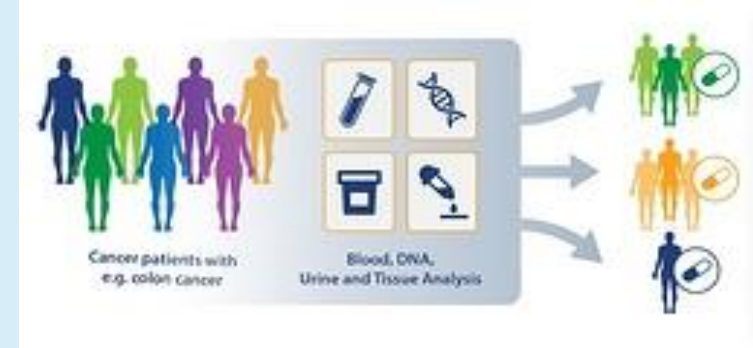 Cancer patients with
e.g. colon cancer
Blood, DNA,
Urine and Tissue Analysis